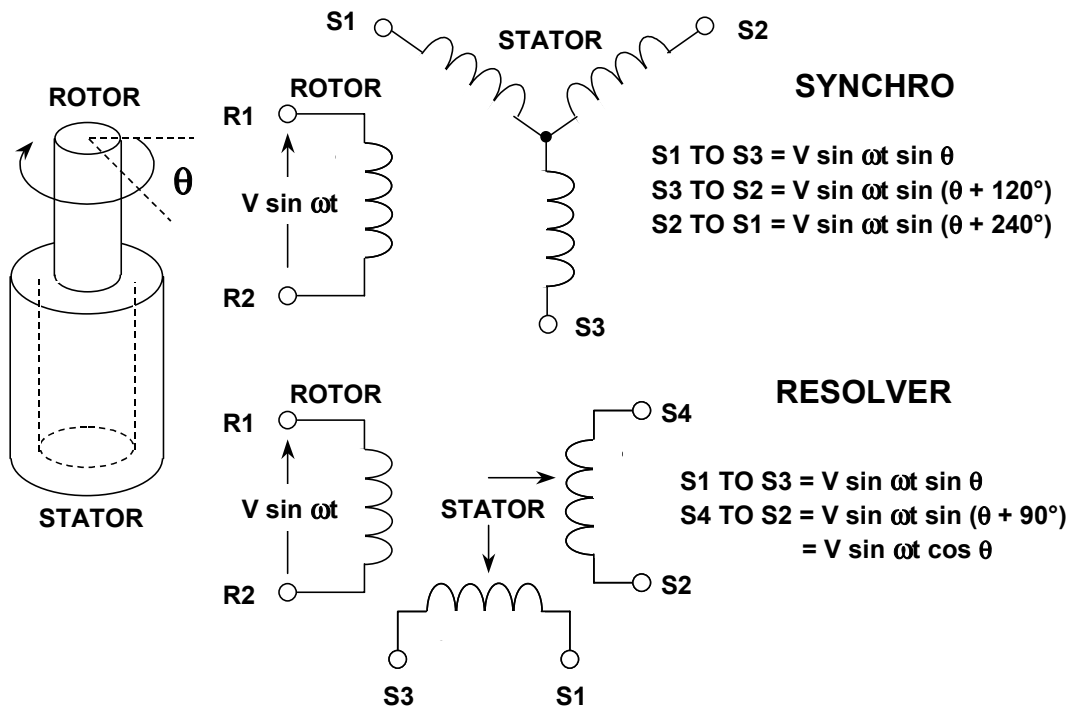 ROTOR
θ
STATOR
S1
STATOR
S2
ROTOR
R1
V sin ωt
R2
S3
SYNCHRO
S1 TO S3 = V sin ωt sin θ
S3 TO S2 = V sin ωt sin (θ + 120°)
S2 TO S1 = V sin ωt sin (θ + 240°)
ROTOR
R1
V sin ωt
R2
STATOR
S4
S2
S3
S1
RESOLVER
S1 TO S3 = V sin ωt sin θ
S4 TO S2 = V sin ωt sin (θ + 90°)
= V sin ωt cos θ